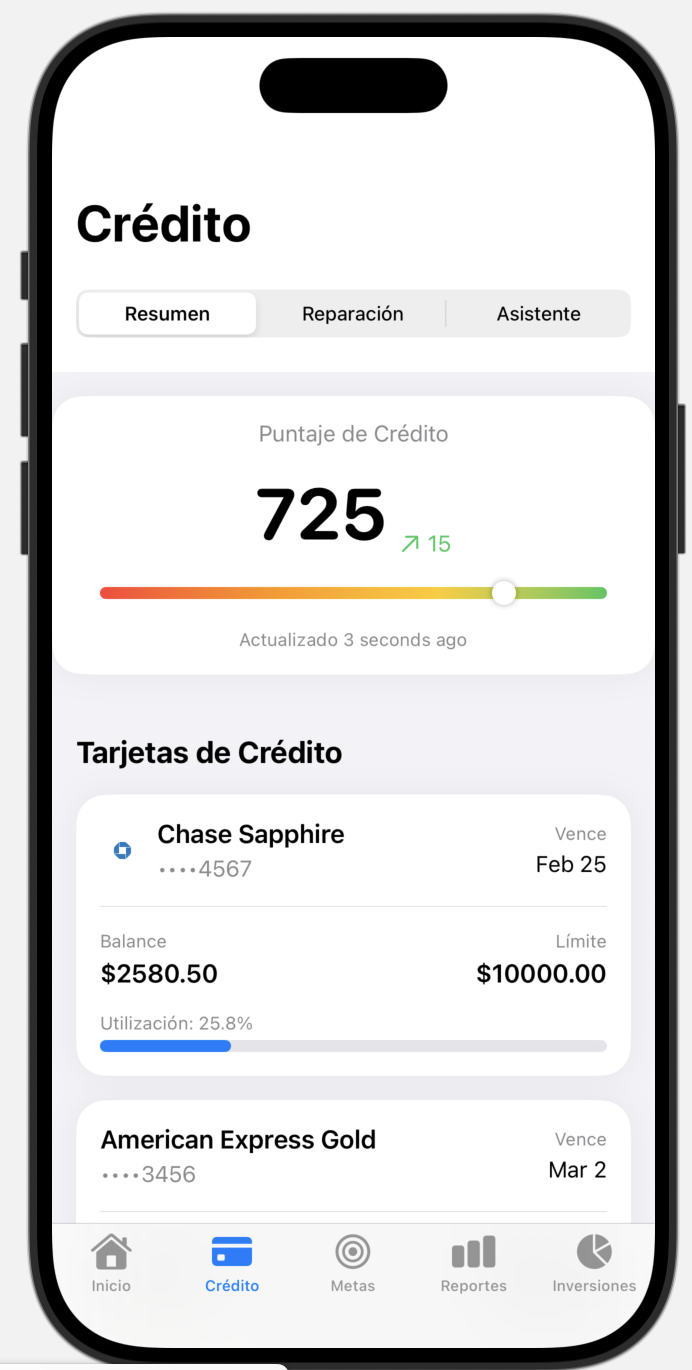 Crédito
Resumen Reparación Asistente
Puntaje de Crédito
725 ↗ 15
Actualizado 3 seconds ago
Tarjetas de Crédito
Chase Sapphire Vence
••••4567 Feb 25
Balance Límite
$2580.50 $10000.00
Utilización: 25.8%
American Express Gold Vence
••••3456 Mar 2
Inicio Crédito Metas Reportes Inversiones